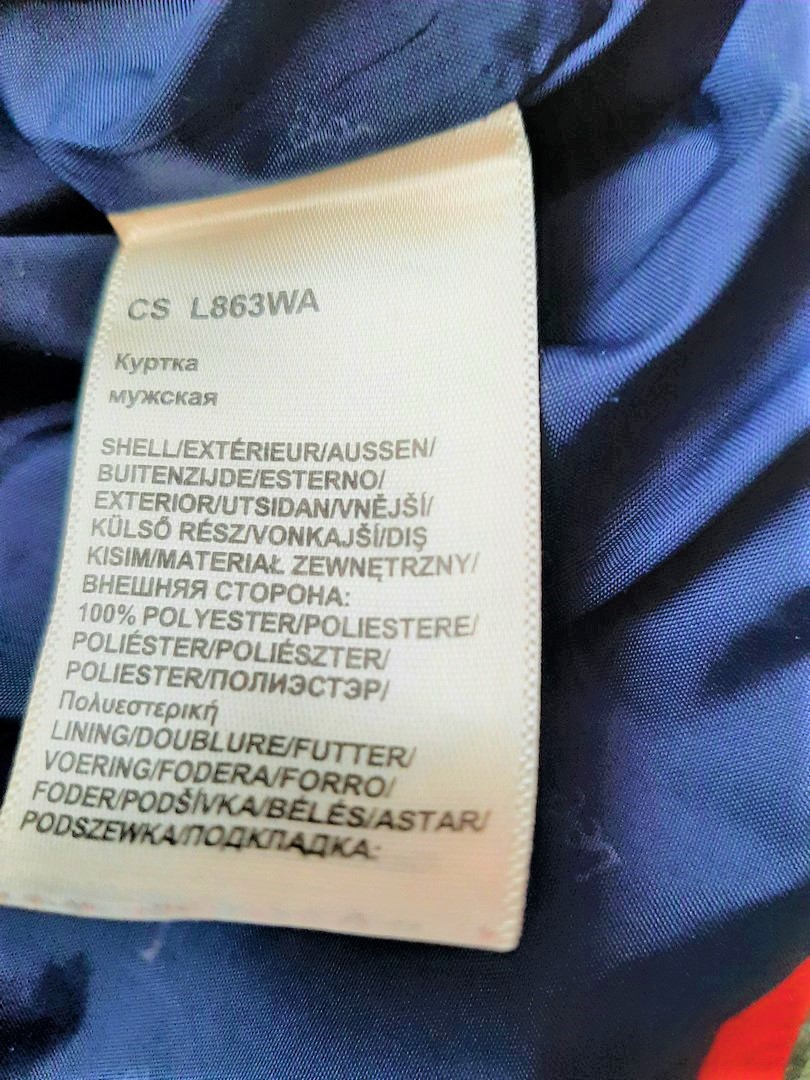 CS L863WA
Куртка
мужская
SHELL/EXTÉRIEUR/AUSSEN/
BUITENZIJDE/ESTERNO/
EXTERIOR/UTSIDAN/VNĚJŠÍ/
KÜLSŐ RÉSZ/VONKAJŠÍ/DIŞ
KISIM/MATERIAŁ ZEWNĘTRZNY/
ВНЕШНЯЯ СТОРОНА:
100% POLYESTER/POLIESTERE/
POLIÉSTER/POLIÉSZTER/
POLIESTER/ПОЛИЭСТЭР/
Πολυεστερική
LINING/DOUBLURE/FUTTER/
VOERING/FODERA/FORRO/
FODER/PODŠÍVKA/BÉLÉS/ASTAR/
PODSZEWKA/ПОДКЛАДКА: